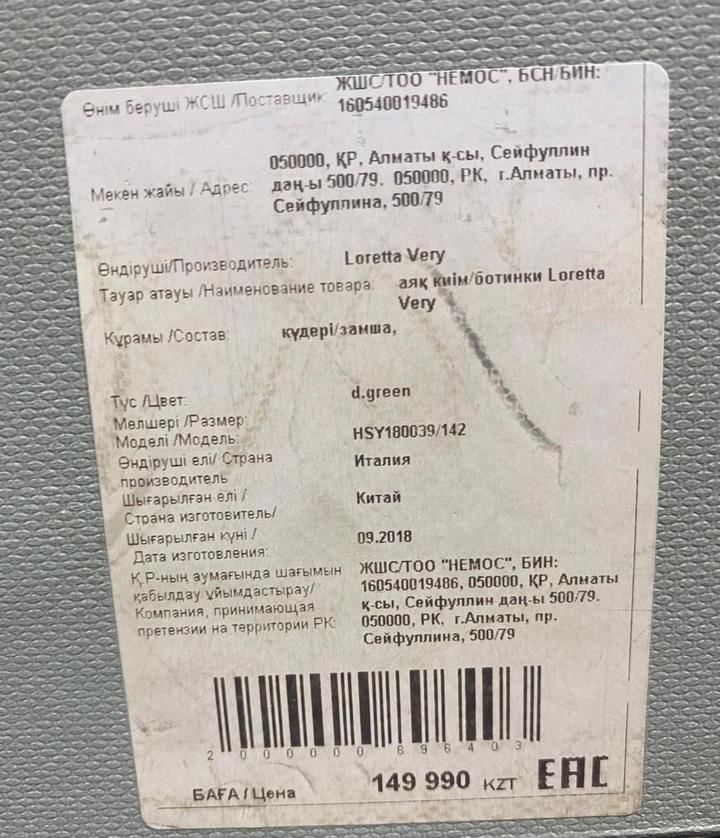 Өнім беруші ЖСШ /Поставщик ЖШС/ТОО "НЕМОС", БСН/БИН:
160540019486
Мекен жайы / Адрес: 050000, ҚР, Алматы қ-сы, Сейфуллин
даң-ы 500/79. 050000, РК, г.Алматы, пр.
Сейфуллина, 500/79
Өндіруші/Производитель: Loretta Very
Тауар атауы /Наименование товара: аяқ киім/ботинки Loretta
Very
Құрамы /Состав: күдері/замша,
Түс /Цвет: d.green
Мөлшері /Размер:
Моделі /Модель: HSY180039/142
Өндіруші елі/ Страна Италия
производитель
Шығарылған елі / Китай
Страна изготовитель/
Шығарылған күні / 09.2018
Дата изготовления:
Қ.Р-ның аумағында шағымын ЖШС/ТОО "НЕМОС", БИН:
қабылдау ұйымдастырау/ 160540019486, 050000, ҚР, Алматы
Компания, принимающая қ-сы, Сейфуллин даң-ы 500/79.
претензии на территории РК: 050000, РК, г.Алматы, пр.
Сейфуллина, 500/79
2 000000 896403
БАҒА / Цена 149 990 KZT EAC